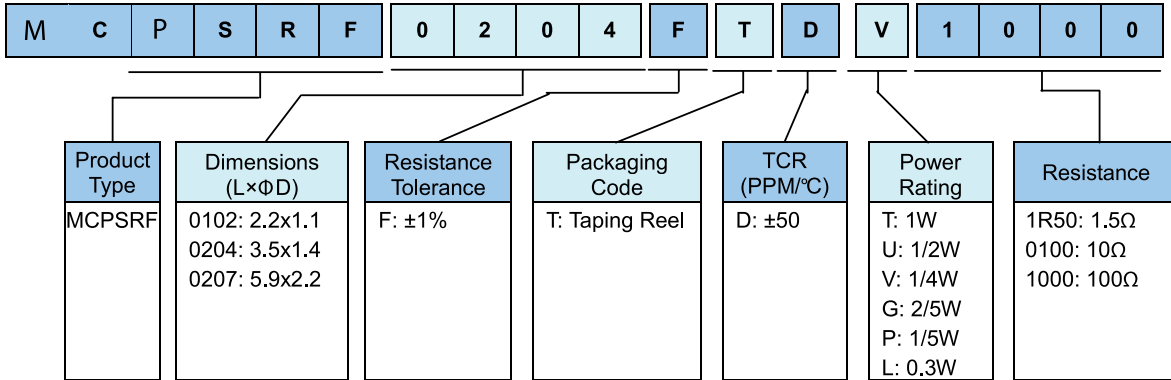 M C P S R F 0 2 0 4 F T D V 1 0 0 0
Product
Type
MCPSRF
Dimensions
(L×ΦD)
0102: 2.2x1.1
0204: 3.5x1.4
0207: 5.9x2.2
Resistance
Tolerance
F: ±1%
Packaging
Code
T: Taping Reel
TCR
(PPM/℃)
D: ±50
Power
Rating
T: 1W
U: 1/2W
V: 1/4W
G: 2/5W
P: 1/5W
L: 0.3W
Resistance
1R50: 1.5Ω
0100: 10Ω
1000: 100Ω